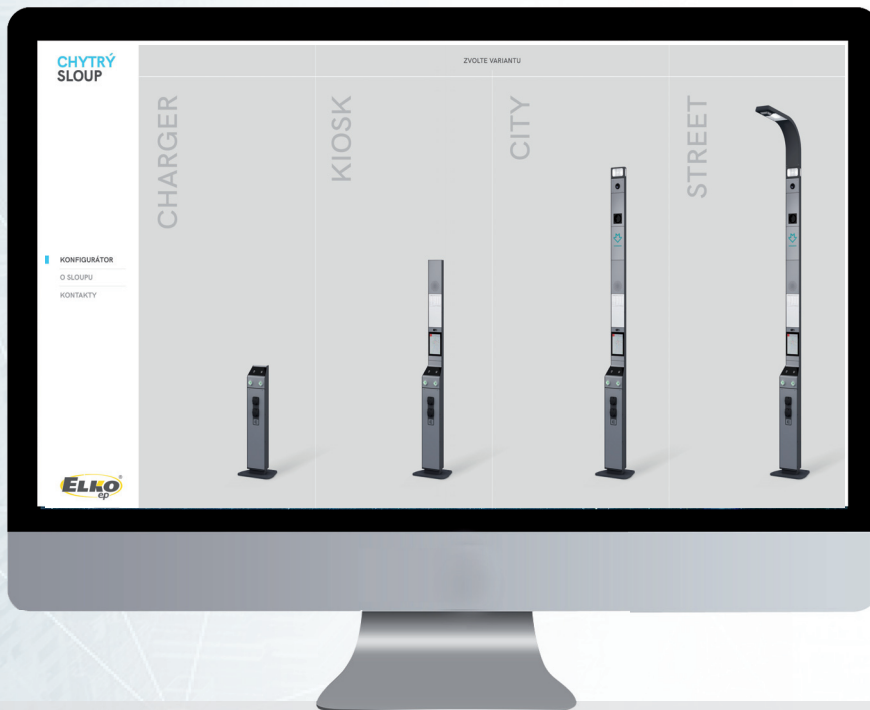 CHYTRÝ
SLOUP
ZVOLTE VARIANTU
CHARGER
KIOSK
CITY
STREET
KONFIGURÁTOR
O SLOUPU
KONTAKTY
ELKO
ep